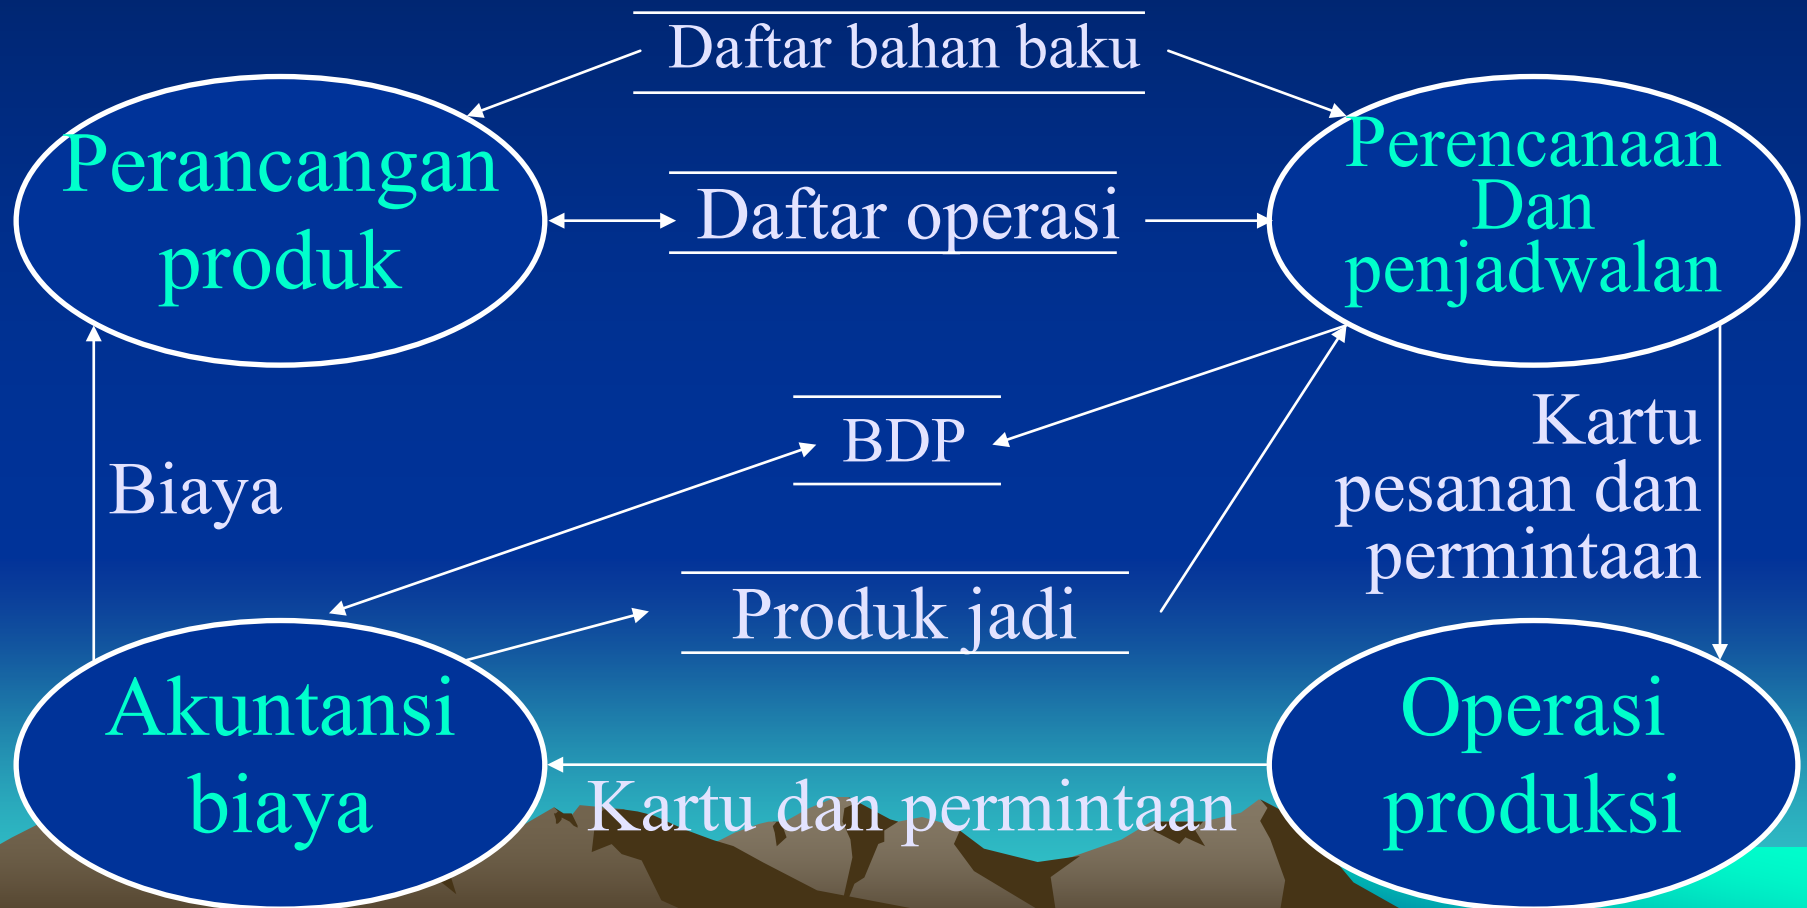 Daftar bahan baku
Perancangan
produk
Daftar operasi
Perencanaan
Dan
penjadwalan
BDP
Biaya
Kartu
pesanan dan
permintaan
Produk jadi
Akuntansi
biaya
Kartu dan permintaan
Operasi
produksi